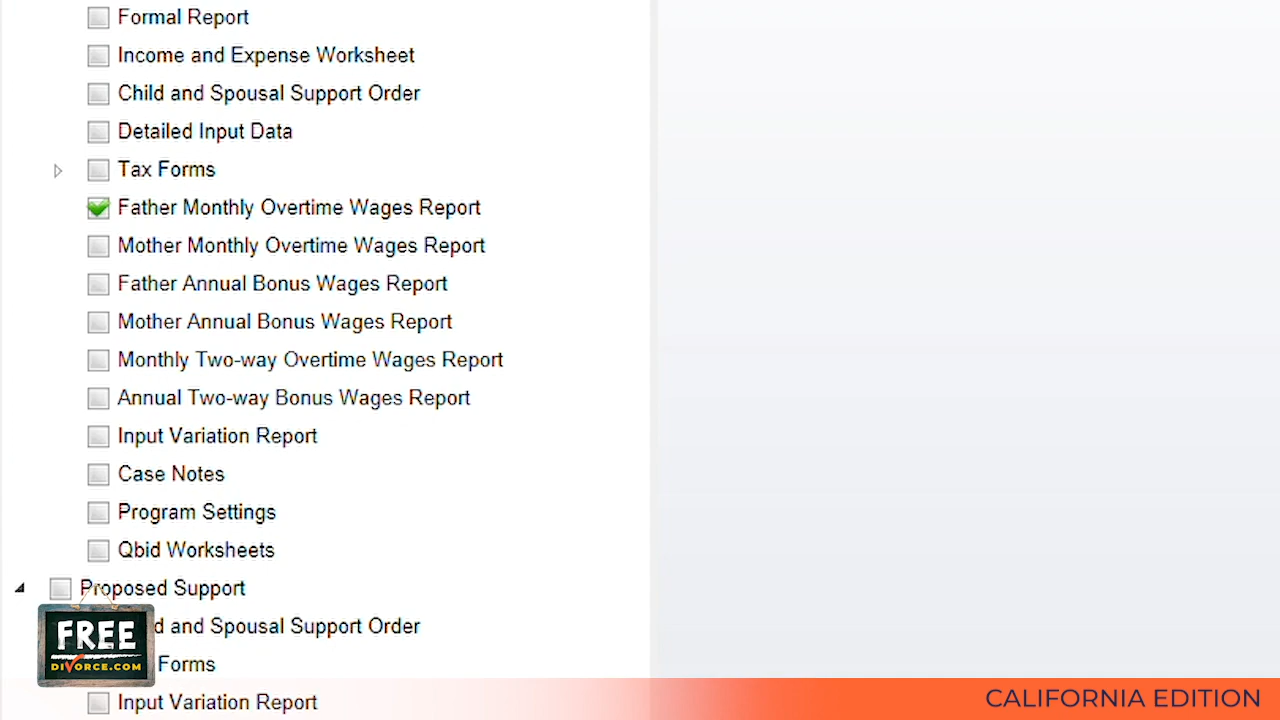 Formal Report
Income and Expense Worksheet
Child and Spousal Support Order
Detailed Input Data
Tax Forms
Father Monthly Overtime Wages Report
Mother Monthly Overtime Wages Report
Father Annual Bonus Wages Report
Mother Annual Bonus Wages Report
Monthly Two-way Overtime Wages Report
Annual Two-way Bonus Wages Report
Input Variation Report
Case Notes
Program Settings
Qbid Worksheets
Proposed Support
d and Spousal Support Order
Forms
Input Variation Report
FREE
DIVORCE.COM
CALIFORNIA EDITION